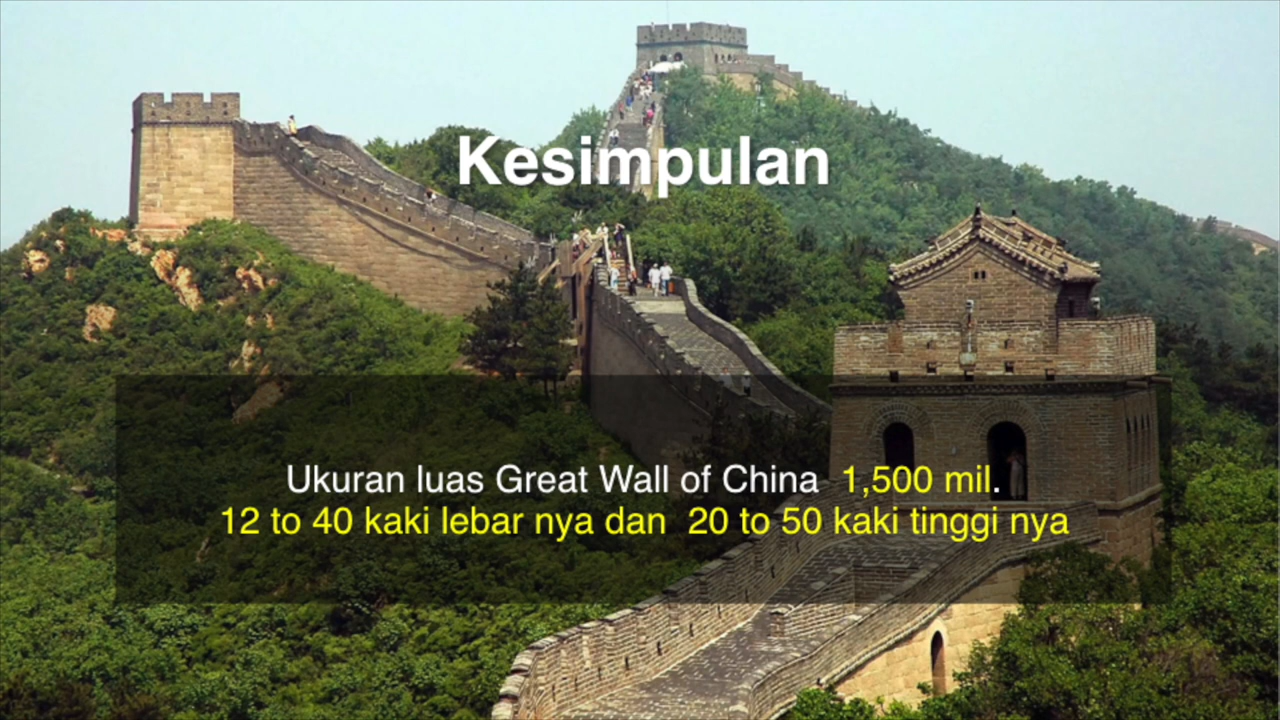 Kesimpulan
Ukuran luas Great Wall of China 1,500 mil.
12 to 40 kaki lebar nya dan 20 to 50 kaki tinggi nya